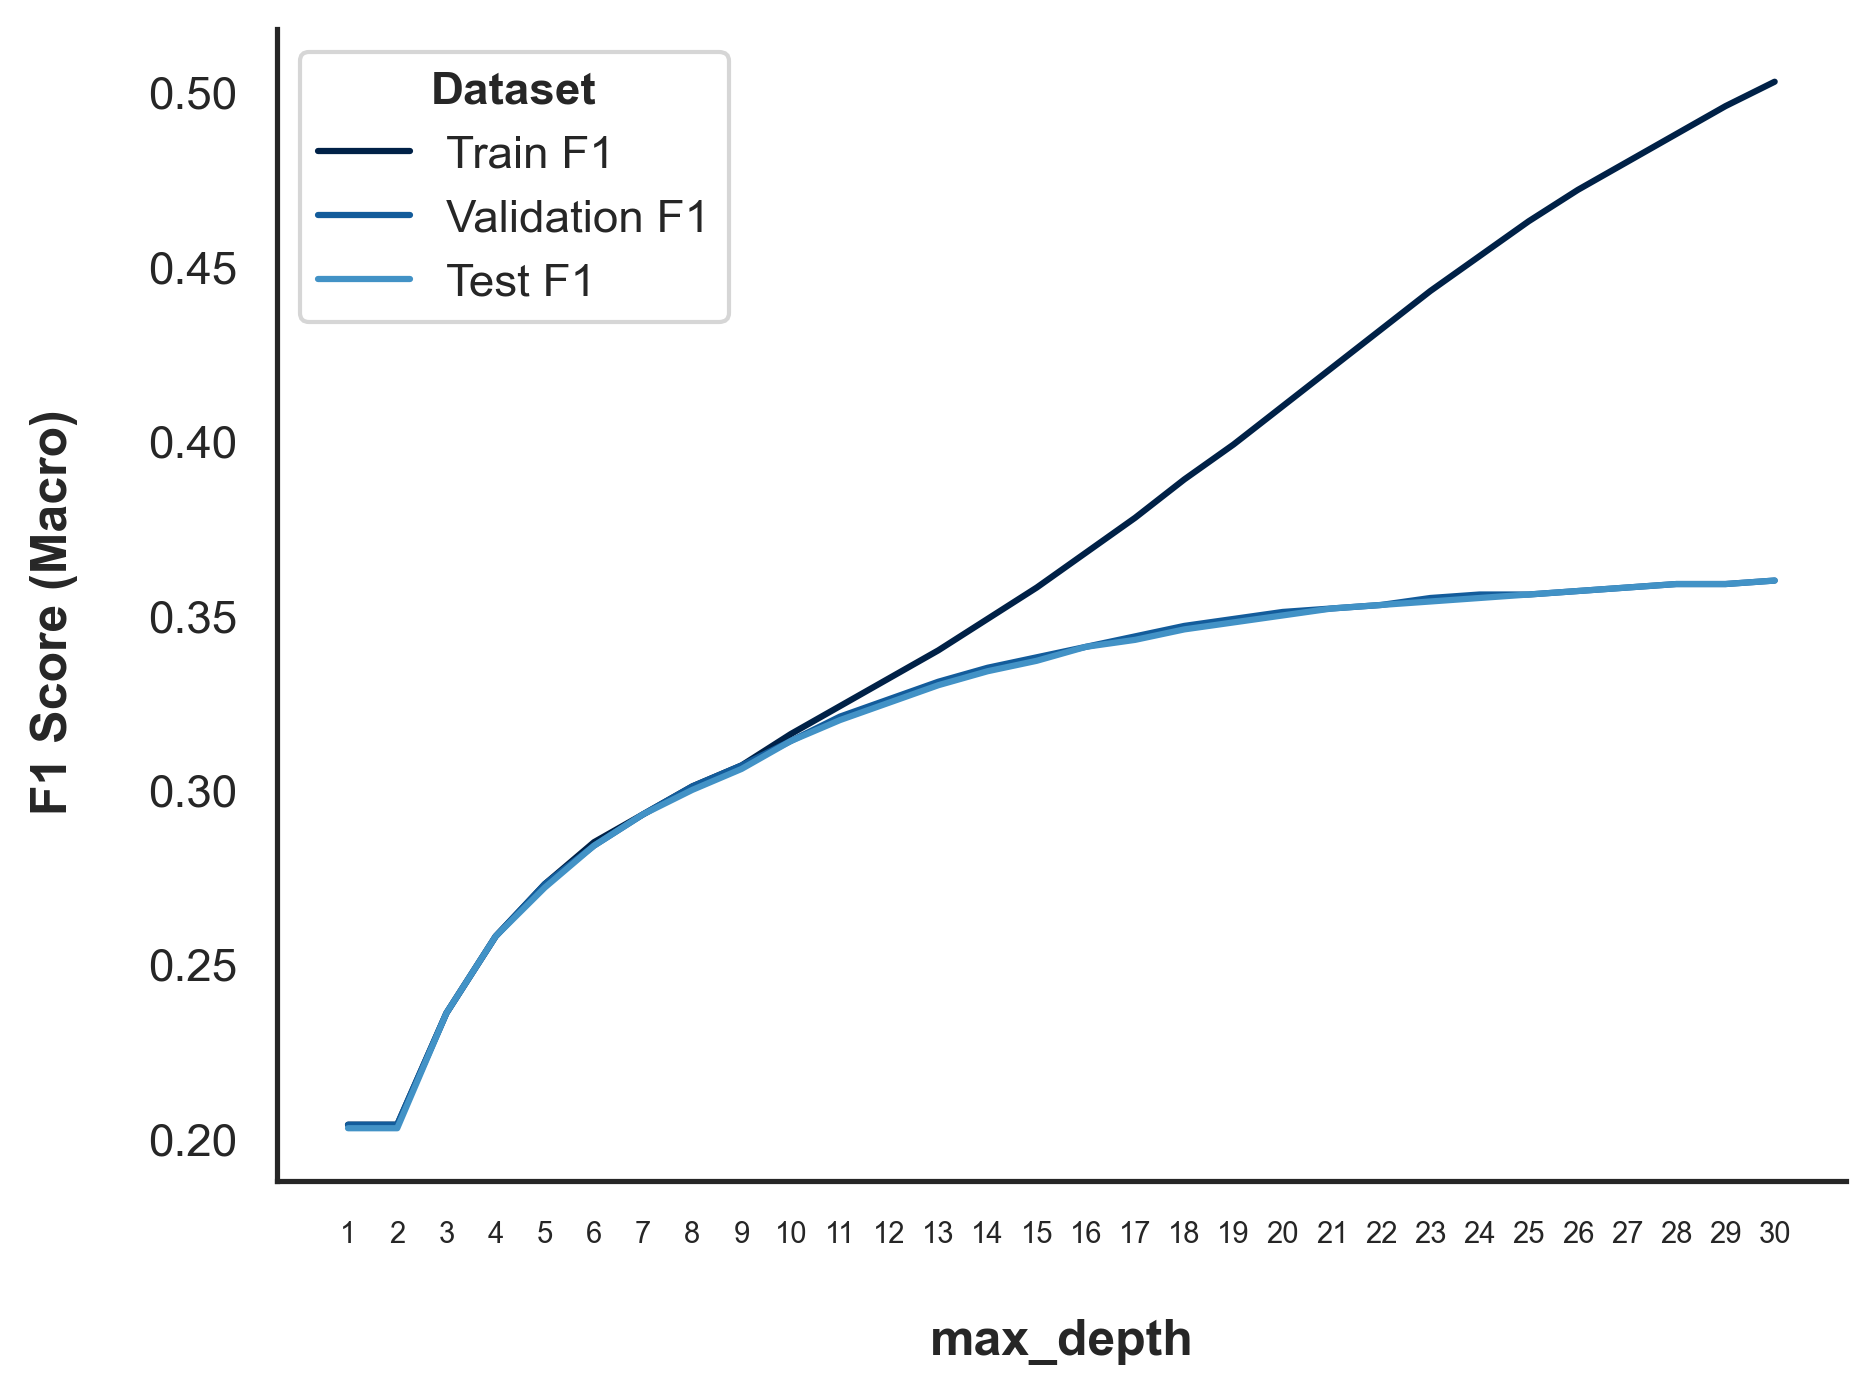 Dataset
Train F1
Validation F1
Test F1
F1 Score (Macro)
0.50
0.45
0.40
0.35
0.30
0.25
0.20
1 2 3 4 5 6 7 8 9 10 11 12 13 14 15 16 17 18 19 20 21 22 23 24 25 26 27 28 29 30
max_depth